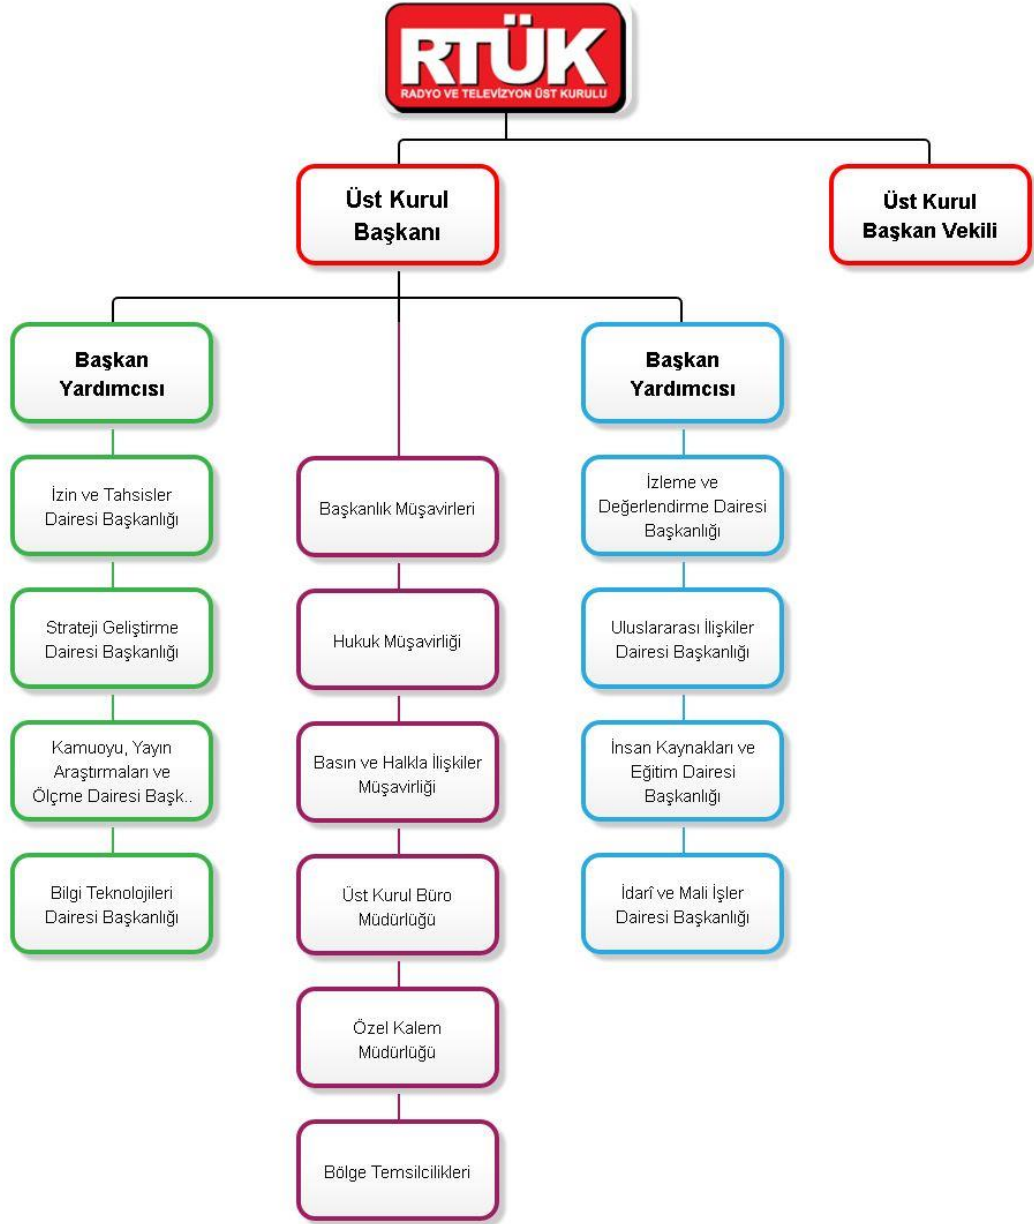 RTÜK
RADYO VE TELEVİZYON ÜST KURULU
Üst Kurul
Başkanı
Üst Kurul
Başkan Vekili
Başkan
Yardımcısı
İzin ve Tahsisler
Dairesi Başkanlığı
Strateji Geliştirme
Dairesi Başkanlığı
Kamuoyu, Yayın
Araştırmaları ve
Ölçme Dairesi Başk..
Bilgi Teknolojileri
Dairesi Başkanlığı
Başkanlık Müşavirleri
Hukuk Müşavirliği
Basın ve Halkla İlişkiler
Müşavirliği
Üst Kurul Büro
Müdürlüğü
Özel Kalem
Müdürlüğü
Bölge Temsilcilikleri
Başkan
Yardımcısı
İzleme ve
Değerlendirme Dairesi
Başkanlığı
Uluslararası İlişkiler
Dairesi Başkanlığı
İnsan Kaynakları ve
Eğitim Dairesi
Başkanlığı
İdarî ve Mali İşler
Dairesi Başkanlığı